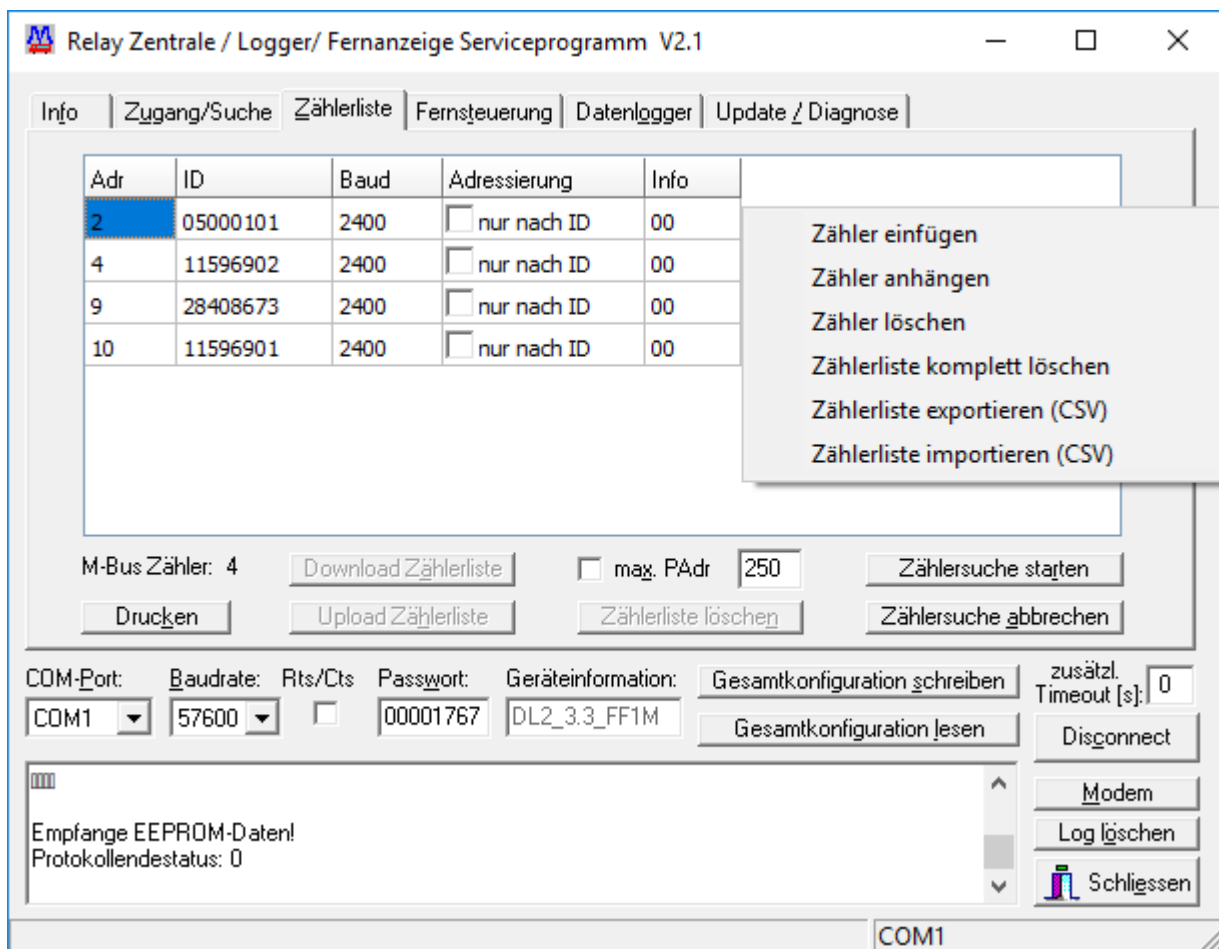 Relay Zentrale / Logger/ Fernanzeige Serviceprogramm V2.1
Info Zugang/Suche Zählerliste Fernsteuerung Datenlogger Update / Diagnose
Adr ID Baud Adressierung Info
2 05000101 2400 nur nach ID 00
4 11596902 2400 nur nach ID 00
9 28408673 2400 nur nach ID 00
10 11596901 2400 nur nach ID 00
Zähler einfügen
Zähler anhängen
Zähler löschen
Zählerliste komplett löschen
Zählerliste exportieren (CSV)
Zählerliste importieren (CSV)
M-Bus Zähler: 4 Download Zählerliste max. PAdr 250 Zählersuche starten
Drucken Upload Zählerliste Zählerliste löschen Zählersuche abbrechen
COM-Port: Baudrate: Rts/Cts Passwort: Geräteinformation: Gesamtkonfiguration schreiben zusätzl.
Timeout [s]: 0
COM1 57600 00001767 DL2_3.3_FF1M Gesamtkonfiguration lesen Disconnect
Empfange EEPROM-Daten!
Protokollendestatus: 0
Modem
Log löschen
Schliessen
COM1